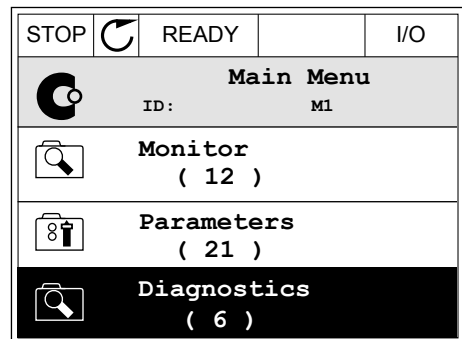 STOP READY I/O
Main Menu
ID: M1
Monitor
( 12 )
Parameters
( 21 )
Diagnostics
( 6 )